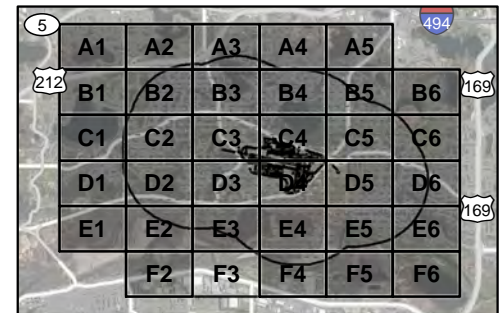 5
494
A1 A2 A3 A4 A5
212
169
B1 B2 B3 B4 B5 B6
C1 C2 C3 C4 C5 C6
D1 D2 D3 D4 D5 D6
169
E1 E2 E3 E4 E5 E6
F2 F3 F4 F5 F6